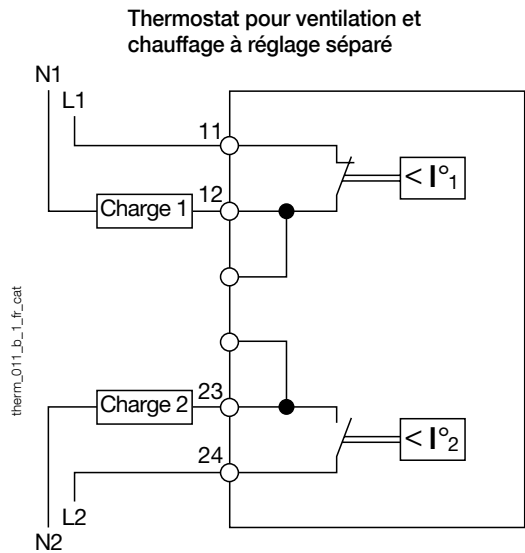 Thermostat pour ventilation et
chauffage à réglage séparé
N1
L1
11
< I°1
12
Charge 1
therm_011_b_1_fr_cat
23
Charge 2
< I°2
24
L2
N2